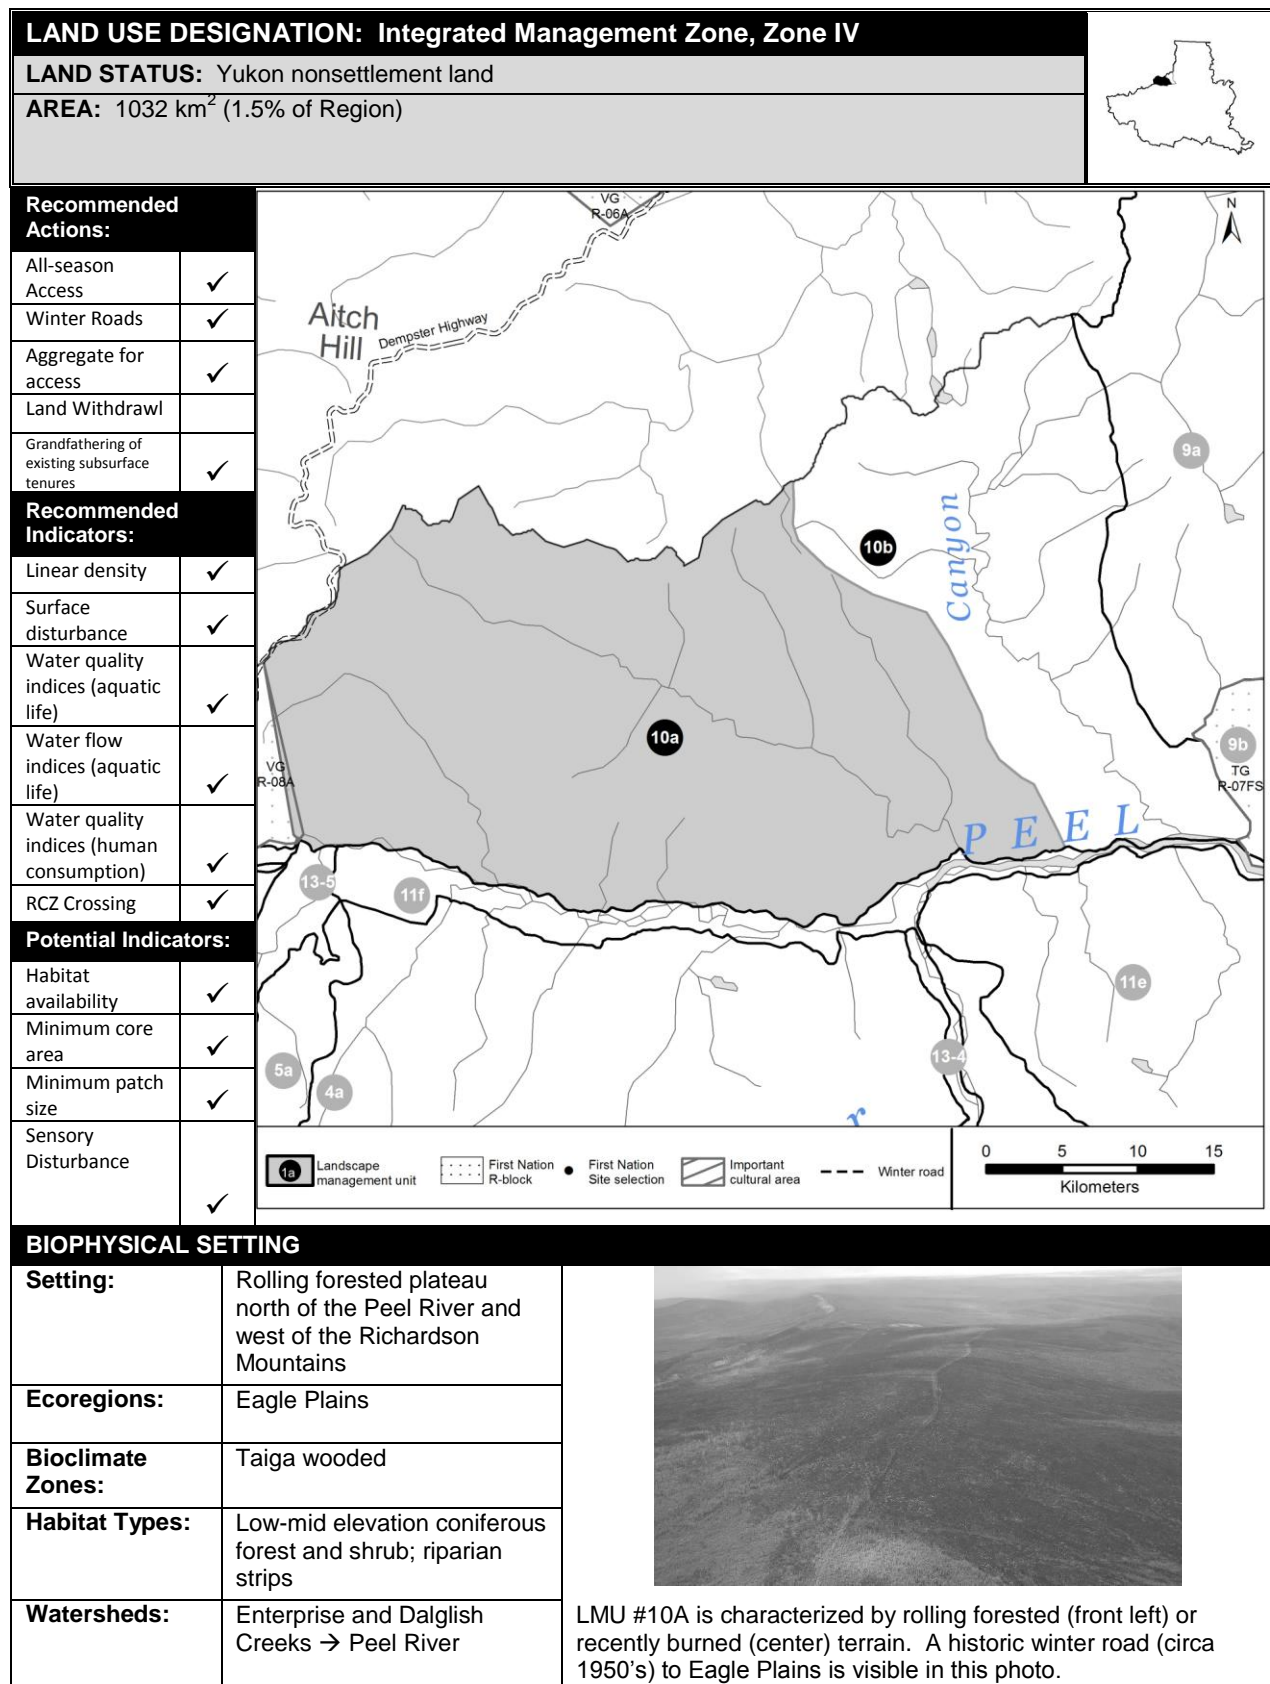 LAND USE DESIGNATION: Integrated Management Zone, Zone IV
LAND STATUS: Yukon nonsettlement land
AREA: 1032 km2 (1.5% of Region)
Recommended
Actions:
All-season
Access ✓
Winter Roads ✓
Aggregate for
access ✓
Land Withdrawl
Grandfathering of
existing subsurface
tenures ✓
Recommended
Indicators:
Linear density ✓
Surface
disturbance ✓
Water quality
indices (aquatic
life) ✓
Water flow
indices (aquatic
life) ✓
Water quality
indices (human
consumption) ✓
RCZ Crossing ✓
Potential Indicators:
Habitat
availability ✓
Minimum core
area ✓
Minimum patch
size ✓
Sensory
Disturbance
✓
VG
R-06A
N
Aitch
Hill
Dempster Highway
9a
10b
Canyon
10a
9b
TG
R-07FS
VG
R-08A
PEEL
13-5
11f
11e
13-4
5a
4a
r
1a
Landscape
management unit
First Nation
R-block
First Nation
Site selection
Important
cultural area
Winter road
0 5 10 15
Kilometers
BIOPHYSICAL SETTING
Setting:
Rolling forested plateau
north of the Peel River and
west of the Richardson
Mountains
Ecoregions:
Eagle Plains
Bioclimate
Zones:
Taiga wooded
Habitat Types:
Low-mid elevation coniferous
forest and shrub; riparian
strips
Watersheds:
Enterprise and Dalglish
Creeks → Peel River
LMU #10A is characterized by rolling forested (front left) or
recently burned (center) terrain. A historic winter road (circa
1950's) to Eagle Plains is visible in this photo.